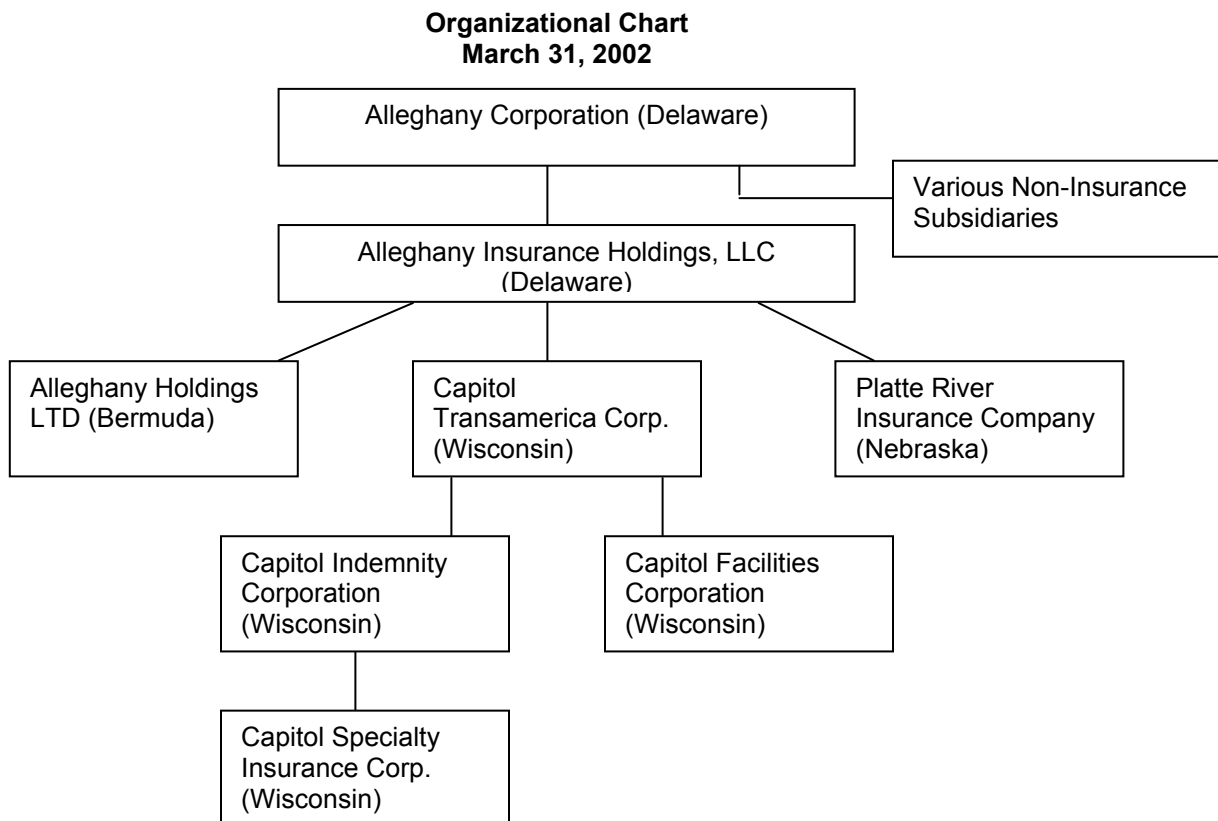 Organizational Chart
March 31, 2002
Alleghany Corporation (Delaware)
Various Non-Insurance
Subsidiaries
Alleghany Insurance Holdings, LLC
(Delaware)
Alleghany Holdings
LTD (Bermuda)
Capitol
Transamerica Corp.
(Wisconsin)
Platte River
Insurance Company
(Nebraska)
Capitol Indemnity
Corporation
(Wisconsin)
Capitol Facilities
Corporation
(Wisconsin)
Capitol Specialty
Insurance Corp.
(Wisconsin)